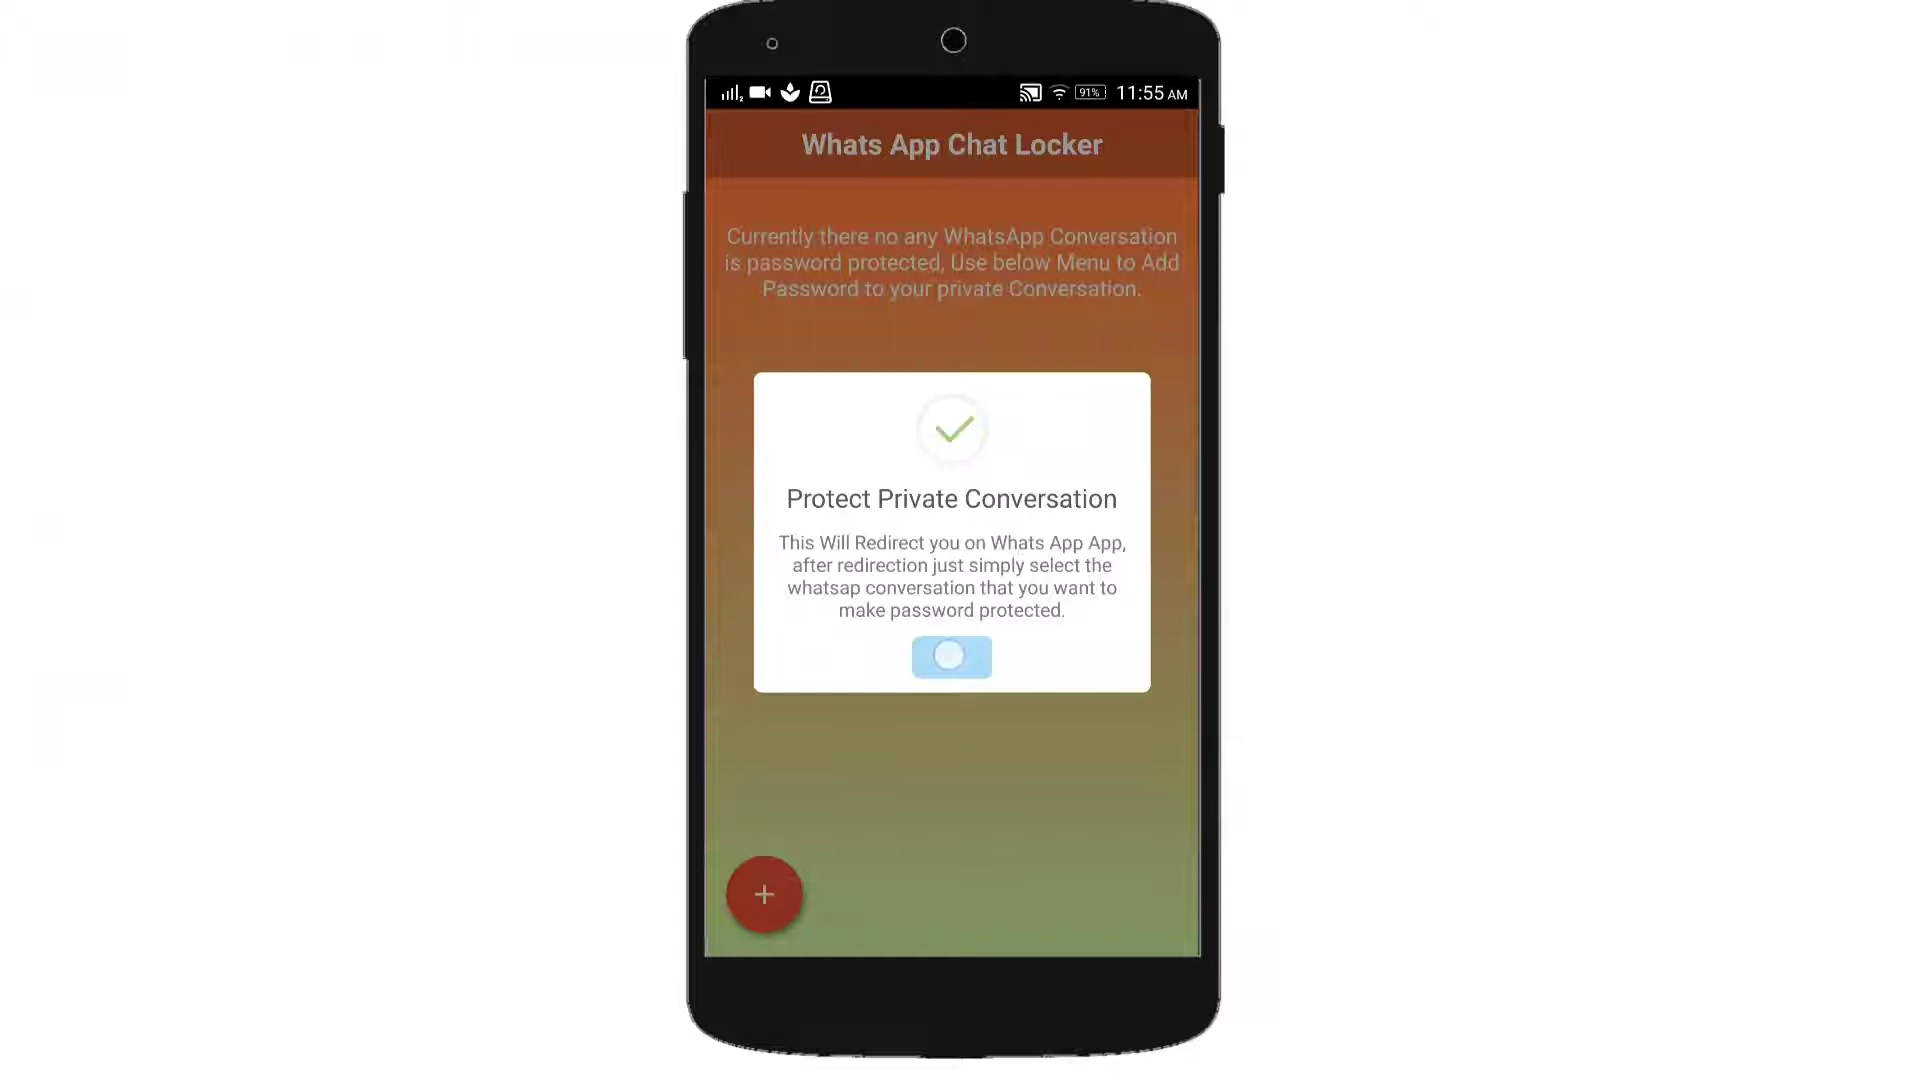 91%
11:55 AM
Whats App Chat Locker
Currently there no any WhatsApp Conversation
is password protected, Use below Menu to Add
Password to your private Conversation.
Protect Private Conversation
This Will Redirect you on Whats App App,
after redirection just simply select the
whatsap conversation that you want to
make password protected.
+